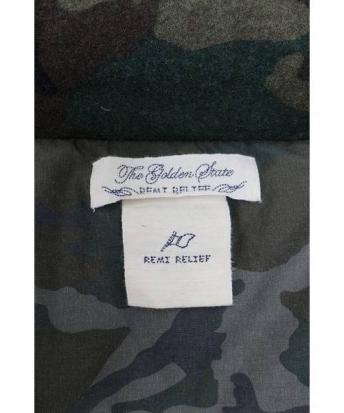 The Golden State
REMI RELIEF
REMI RELIEF